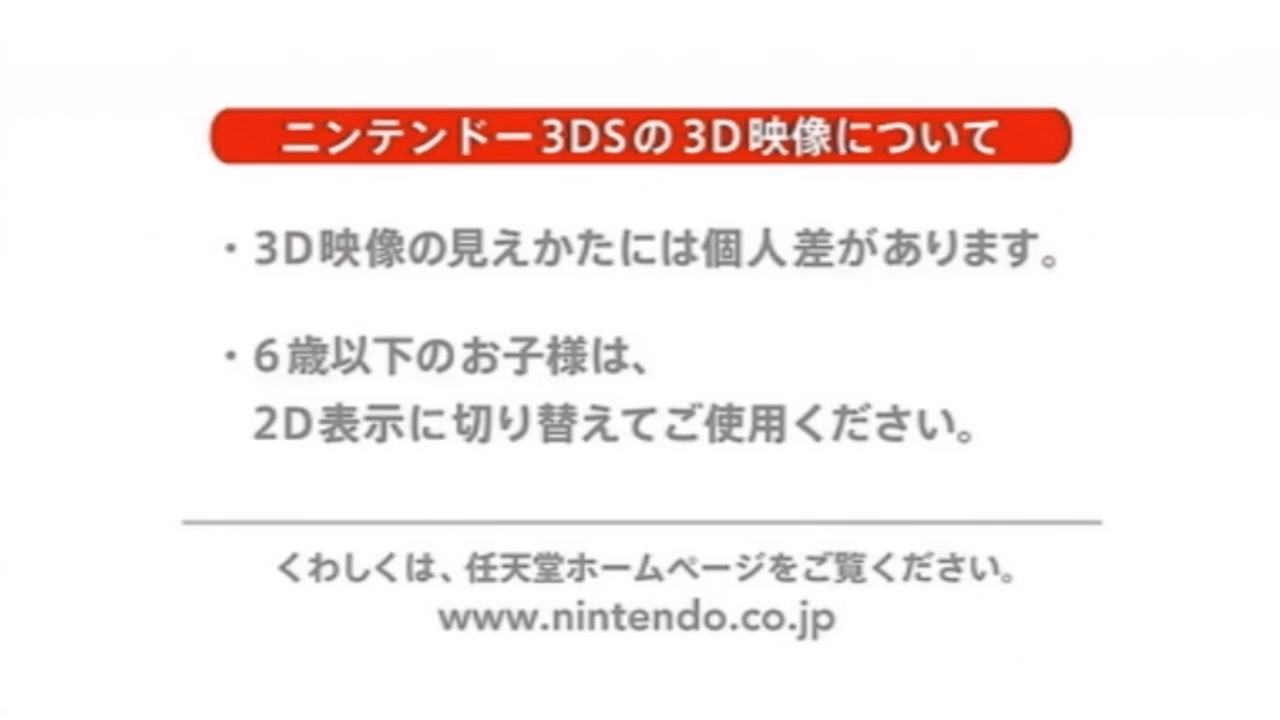 ニンテンドー3DSの3D映像について
・3D映像の見えかたには個人差があります。
・6歳以下のお子様は、
2D表示に切り替えてご使用ください。
くわしくは、任天堂ホームページをご覧ください。
www.nintendo.co.jp